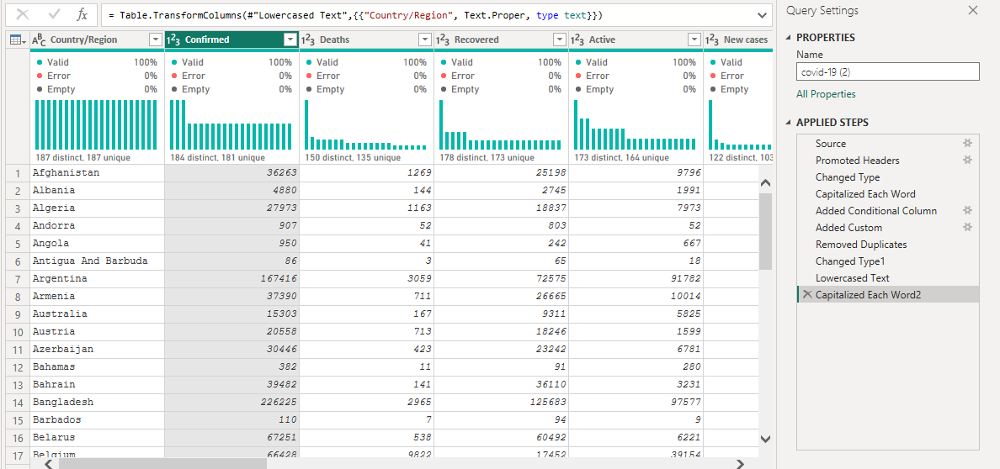 fx = Table.TransformColumns(#"Lowercased Text",{{"Country/Region", Text.Proper, type text}})
ABC Country/Region 123 Confirmed 123 Deaths 123 Recovered 123 Active 123 New cases
Valid 100% Valid 100% Valid 100% Valid 100% Valid 100% Valid
Error 0% Error 0% Error 0% Error 0% Error 0% Error
Empty 0% Empty 0% Empty 0% Empty 0% Empty 0% Empty
187 distinct, 187 unique 184 distinct, 181 unique 150 distinct, 135 unique 178 distinct, 173 unique 173 distinct, 164 unique 122 distinct, 103
1 Afghanistan 36263 1269 25198 9796
2 Albania 4880 144 2745 1991
3 Algeria 27973 1163 18837 7973
4 Andorra 907 52 803 52
5 Angola 950 41 242 667
6 Antigua And Barbuda 86 3 65 18
7 Argentina 167416 3059 72575 91782
8 Armenia 37390 711 26665 10014
9 Australia 15303 167 9311 5825
10 Austria 20558 713 18246 1599
11 Azerbaijan 30446 423 23242 6781
12 Bahamas 382 11 91 280
13 Bahrain 39482 141 36110 3231
14 Bangladesh 226225 2965 125683 97577
15 Barbados 110 7 94 9
16 Belarus 67251 538 60492 6221
17 Belgium 66428 9822 17452 39154
Query Settings
PROPERTIES
Name
covid-19 (2)
All Properties
APPLIED STEPS
Source
Promoted Headers
Changed Type
Capitalized Each Word
Added Conditional Column
Added Custom
Removed Duplicates
Changed Type1
Lowercased Text
Capitalized Each Word2